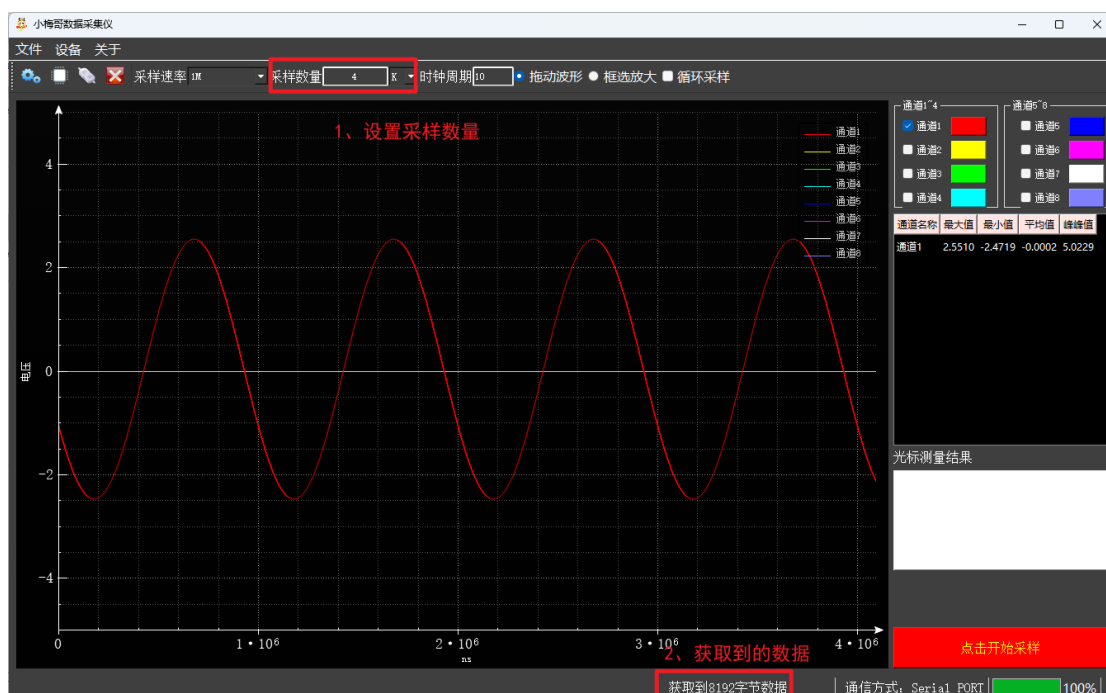 小梅哥数据采集仪
文件 设备 关于
采样速率 1M 采样数量 4 K 时钟周期 10 拖动波形 框选放大 循环采样
1、设置采样数量
通道1
通道2
通道3
通道4
通道5
通道6
通道7
通道8
电压
4
2
0
-2
-4
0 1·10⁶ 2·10⁶ 3·10⁶ 4·10⁶
ns
2、获取到的数据
通道1~4 通道5~8
通道1 通道5
通道2 通道6
通道3 通道7
通道4 通道8
通道名称 最大值 最小值 平均值 峰峰值
通道1 2.5510 -2.4719 -0.0002 5.0229
光标测量结果
点击开始采样
获取到8192字节数据 通信方式: Serial PORT 100%